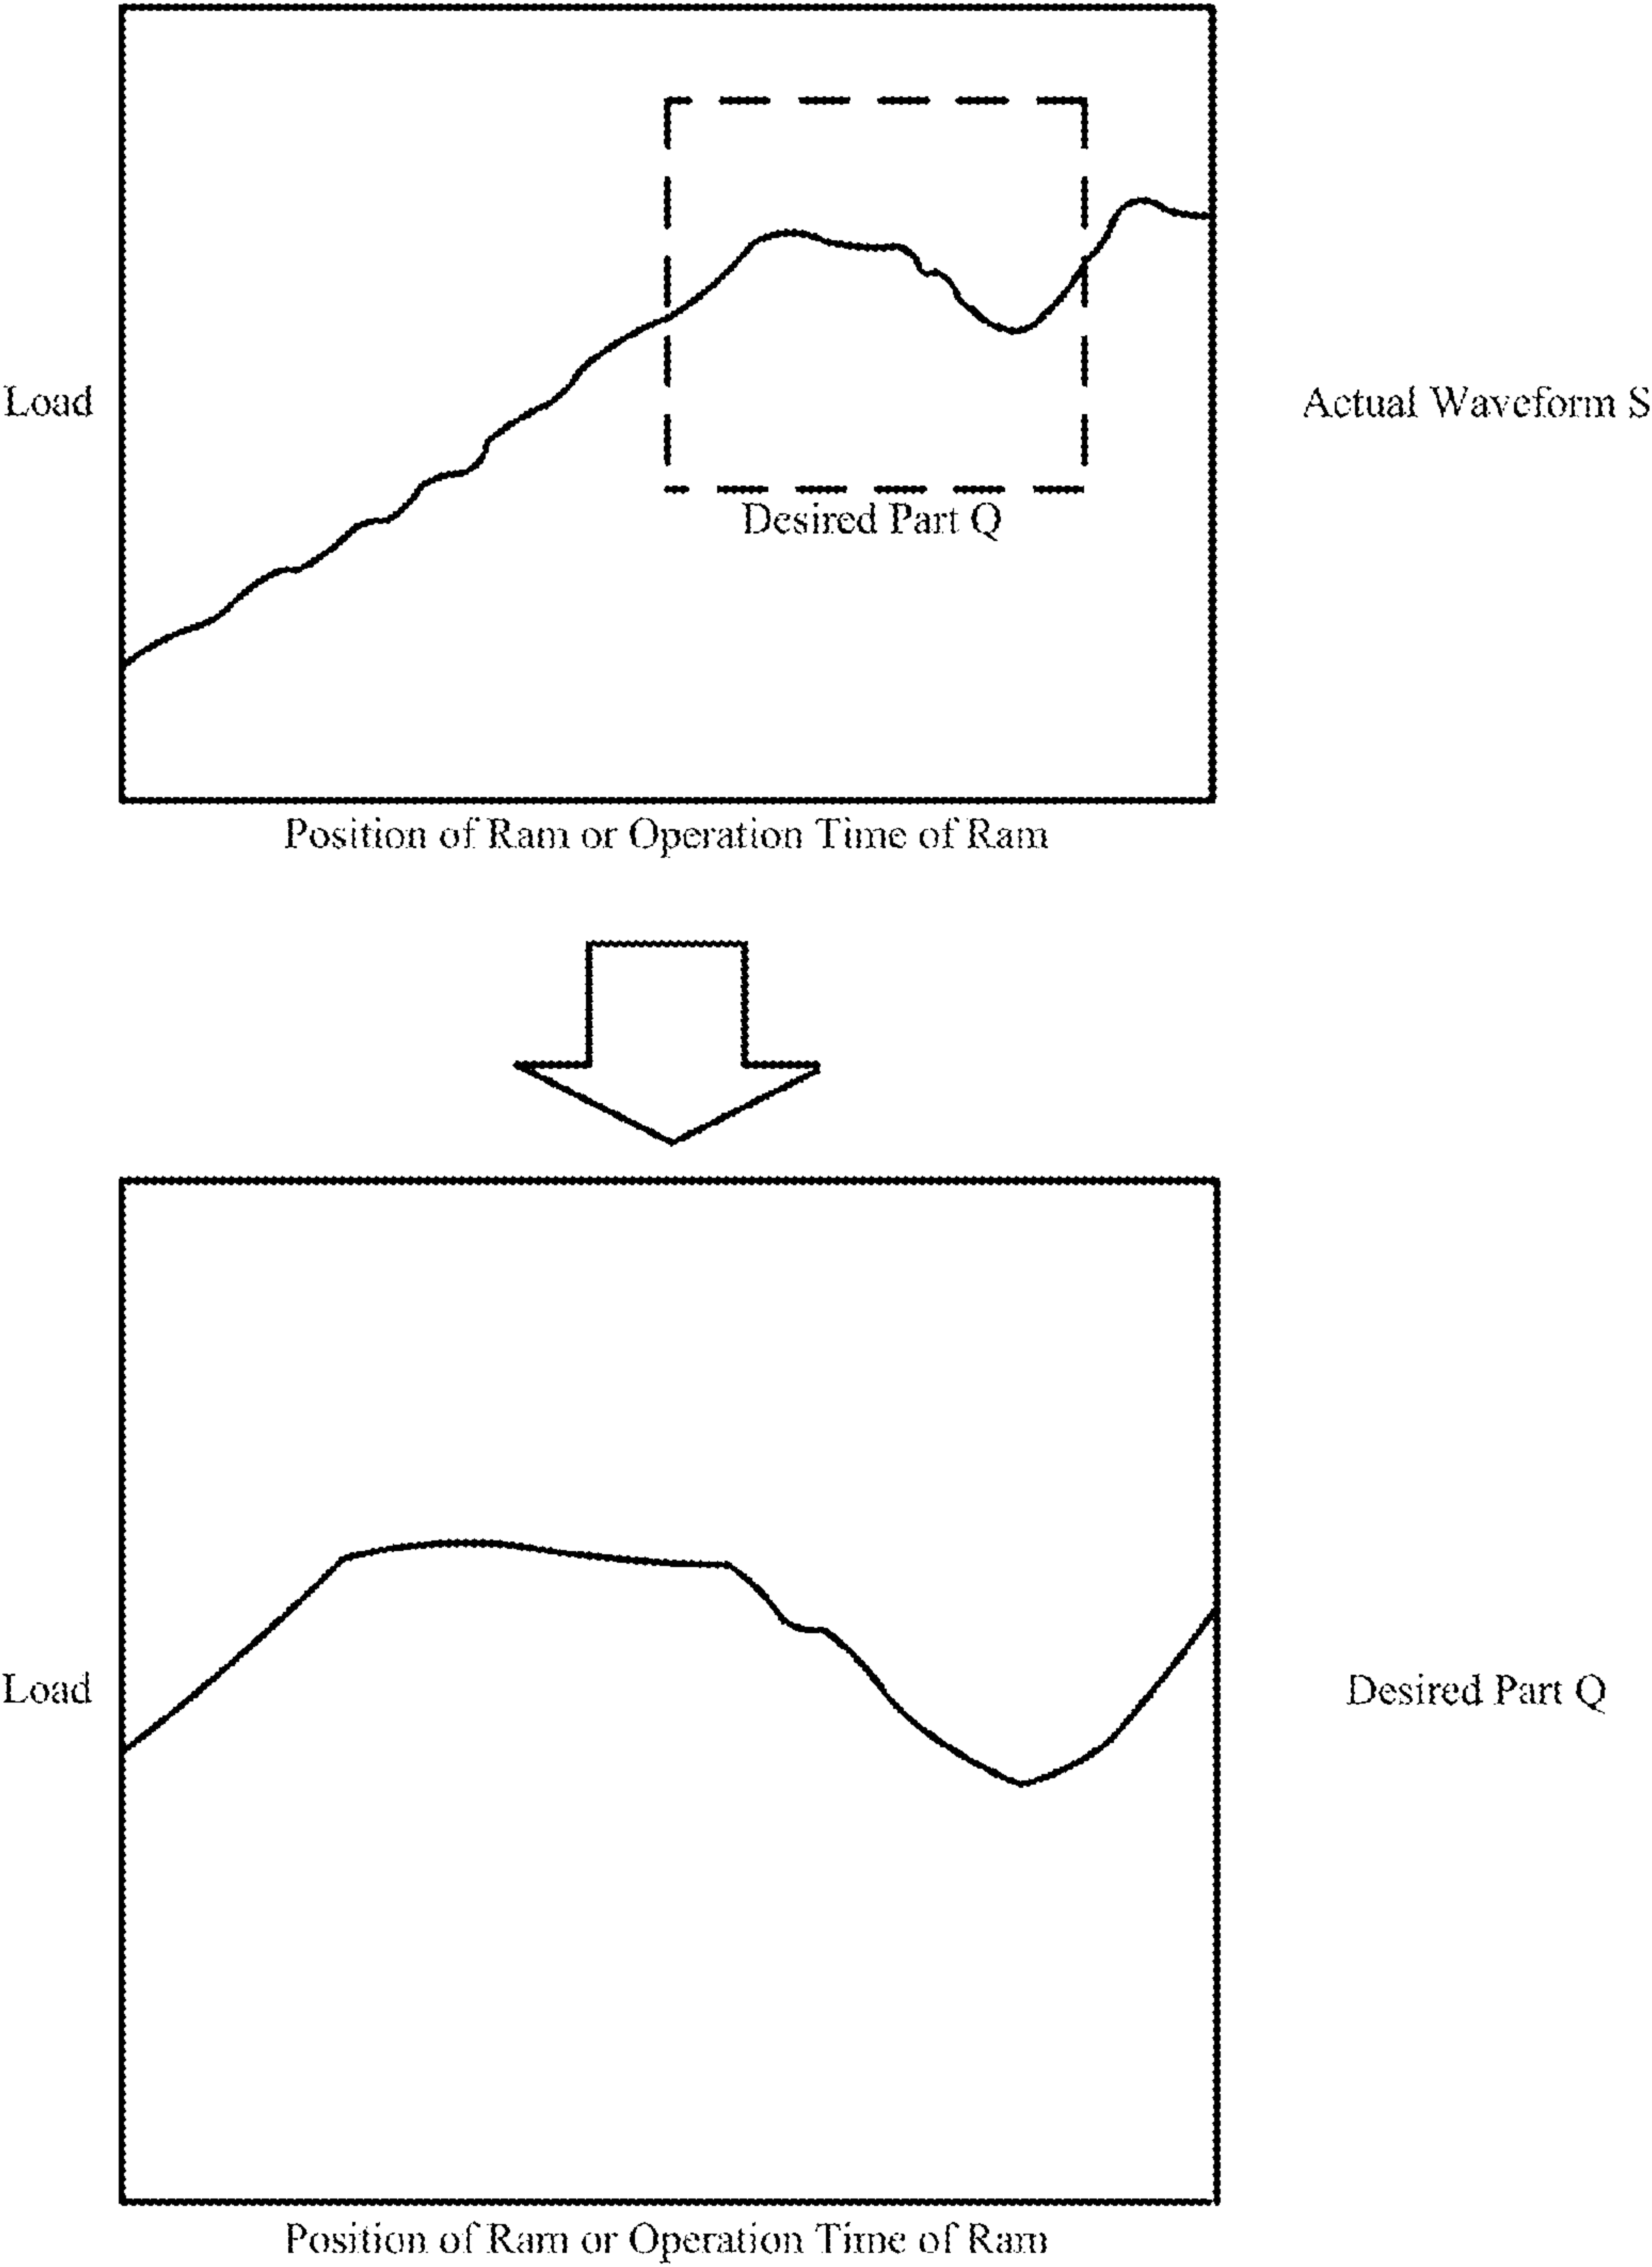 Load
Actual Waveform S
Desired Part Q
Position of Ram or Operation Time of Ram
Load
Desired Part Q
Position of Ram or Operation Time of Ram